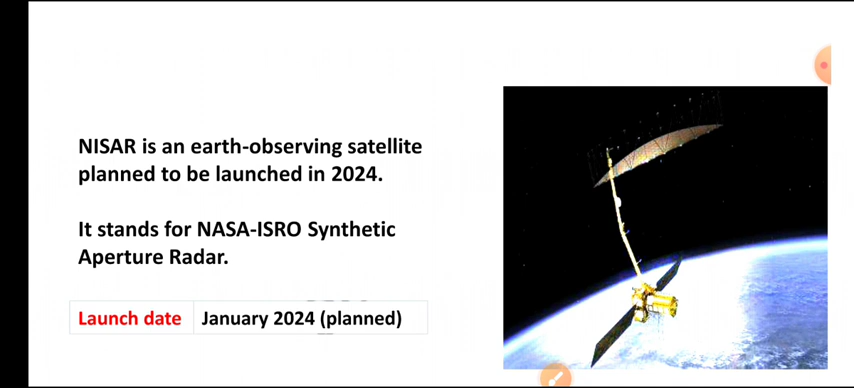 NISAR is an earth-observing satellite
planned to be launched in 2024.
It stands for NASA-ISRO Synthetic
Aperture Radar.
Launch date January 2024 (planned)